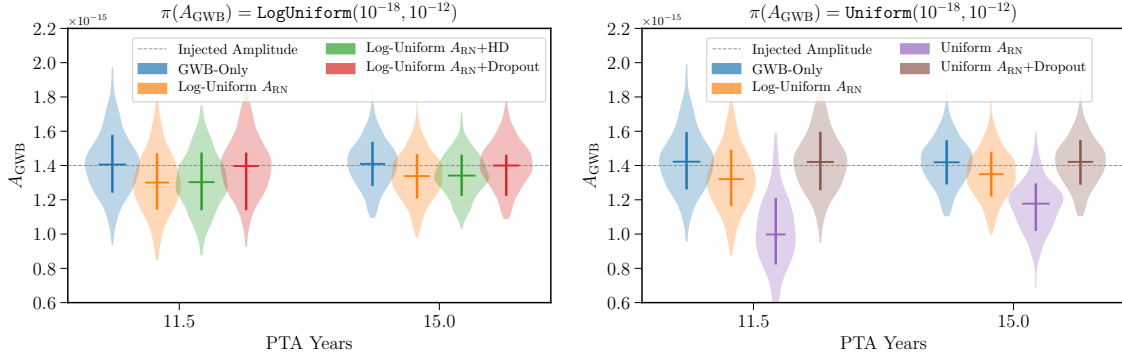 π(A_GWB) = LogUniform(10^−18, 10^−12)
×10^−15
Injected Amplitude
GWB-Only
Log-Uniform A_RN
Log-Uniform A_RN+HD
Log-Uniform A_RN+Dropout
A_GWB
2.2
2.0
1.8
1.6
1.4
1.2
1.0
0.8
0.6
11.5
15.0
PTA Years
π(A_GWB) = Uniform(10^−18, 10^−12)
×10^−15
Injected Amplitude
GWB-Only
Log-Uniform A_RN
Uniform A_RN
Uniform A_RN+Dropout
A_GWB
2.2
2.0
1.8
1.6
1.4
1.2
1.0
0.8
0.6
11.5
15.0
PTA Years